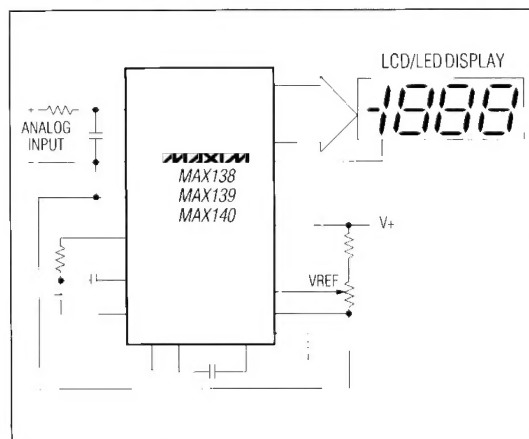 LCD/LED DISPLAY
-1888
+
ANALOG
INPUT
MAXIM
MAX138
MAX139
MAX140
V+
VREF